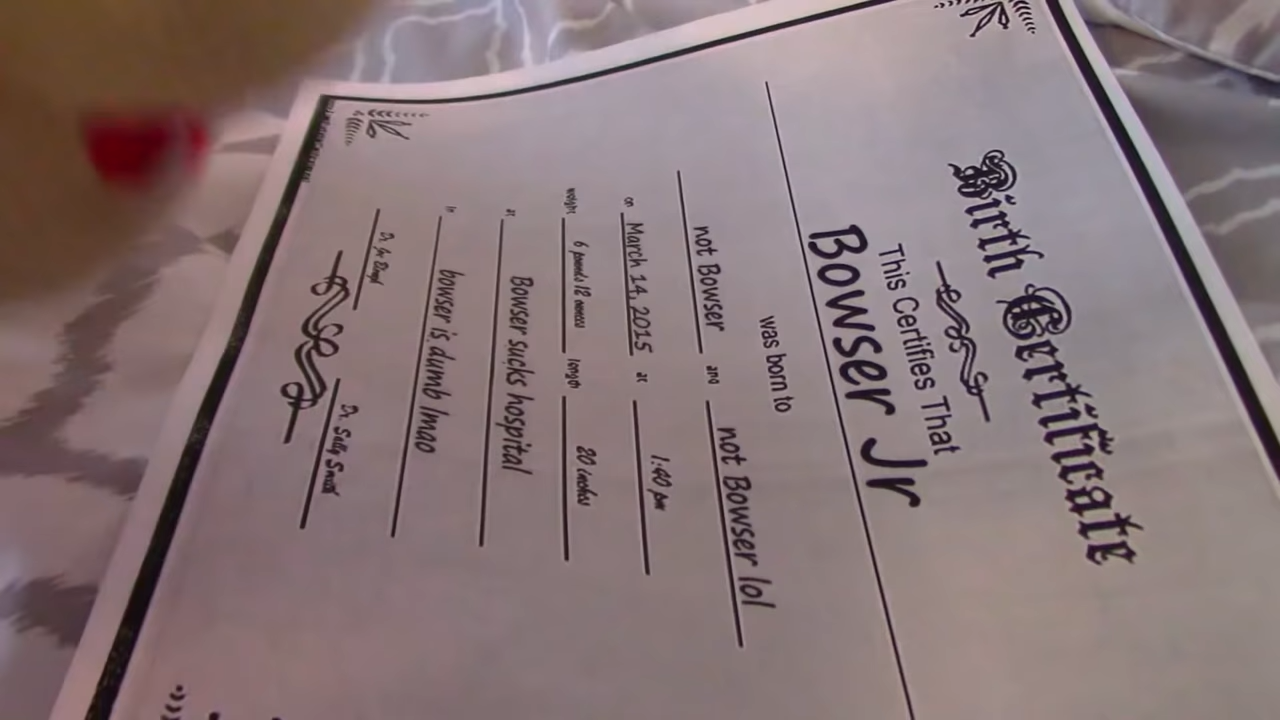 Birth Certificate
This Certifies That
Bowser Jr
was born to
not Bowser and not Bowser lol
on March 14, 2015 at 1:40 pm
weight 6 pounds 12 ounces length 20 inches
at Bowser sucks hospital
in bowser is dumb lmao
Dr. Sally Smith